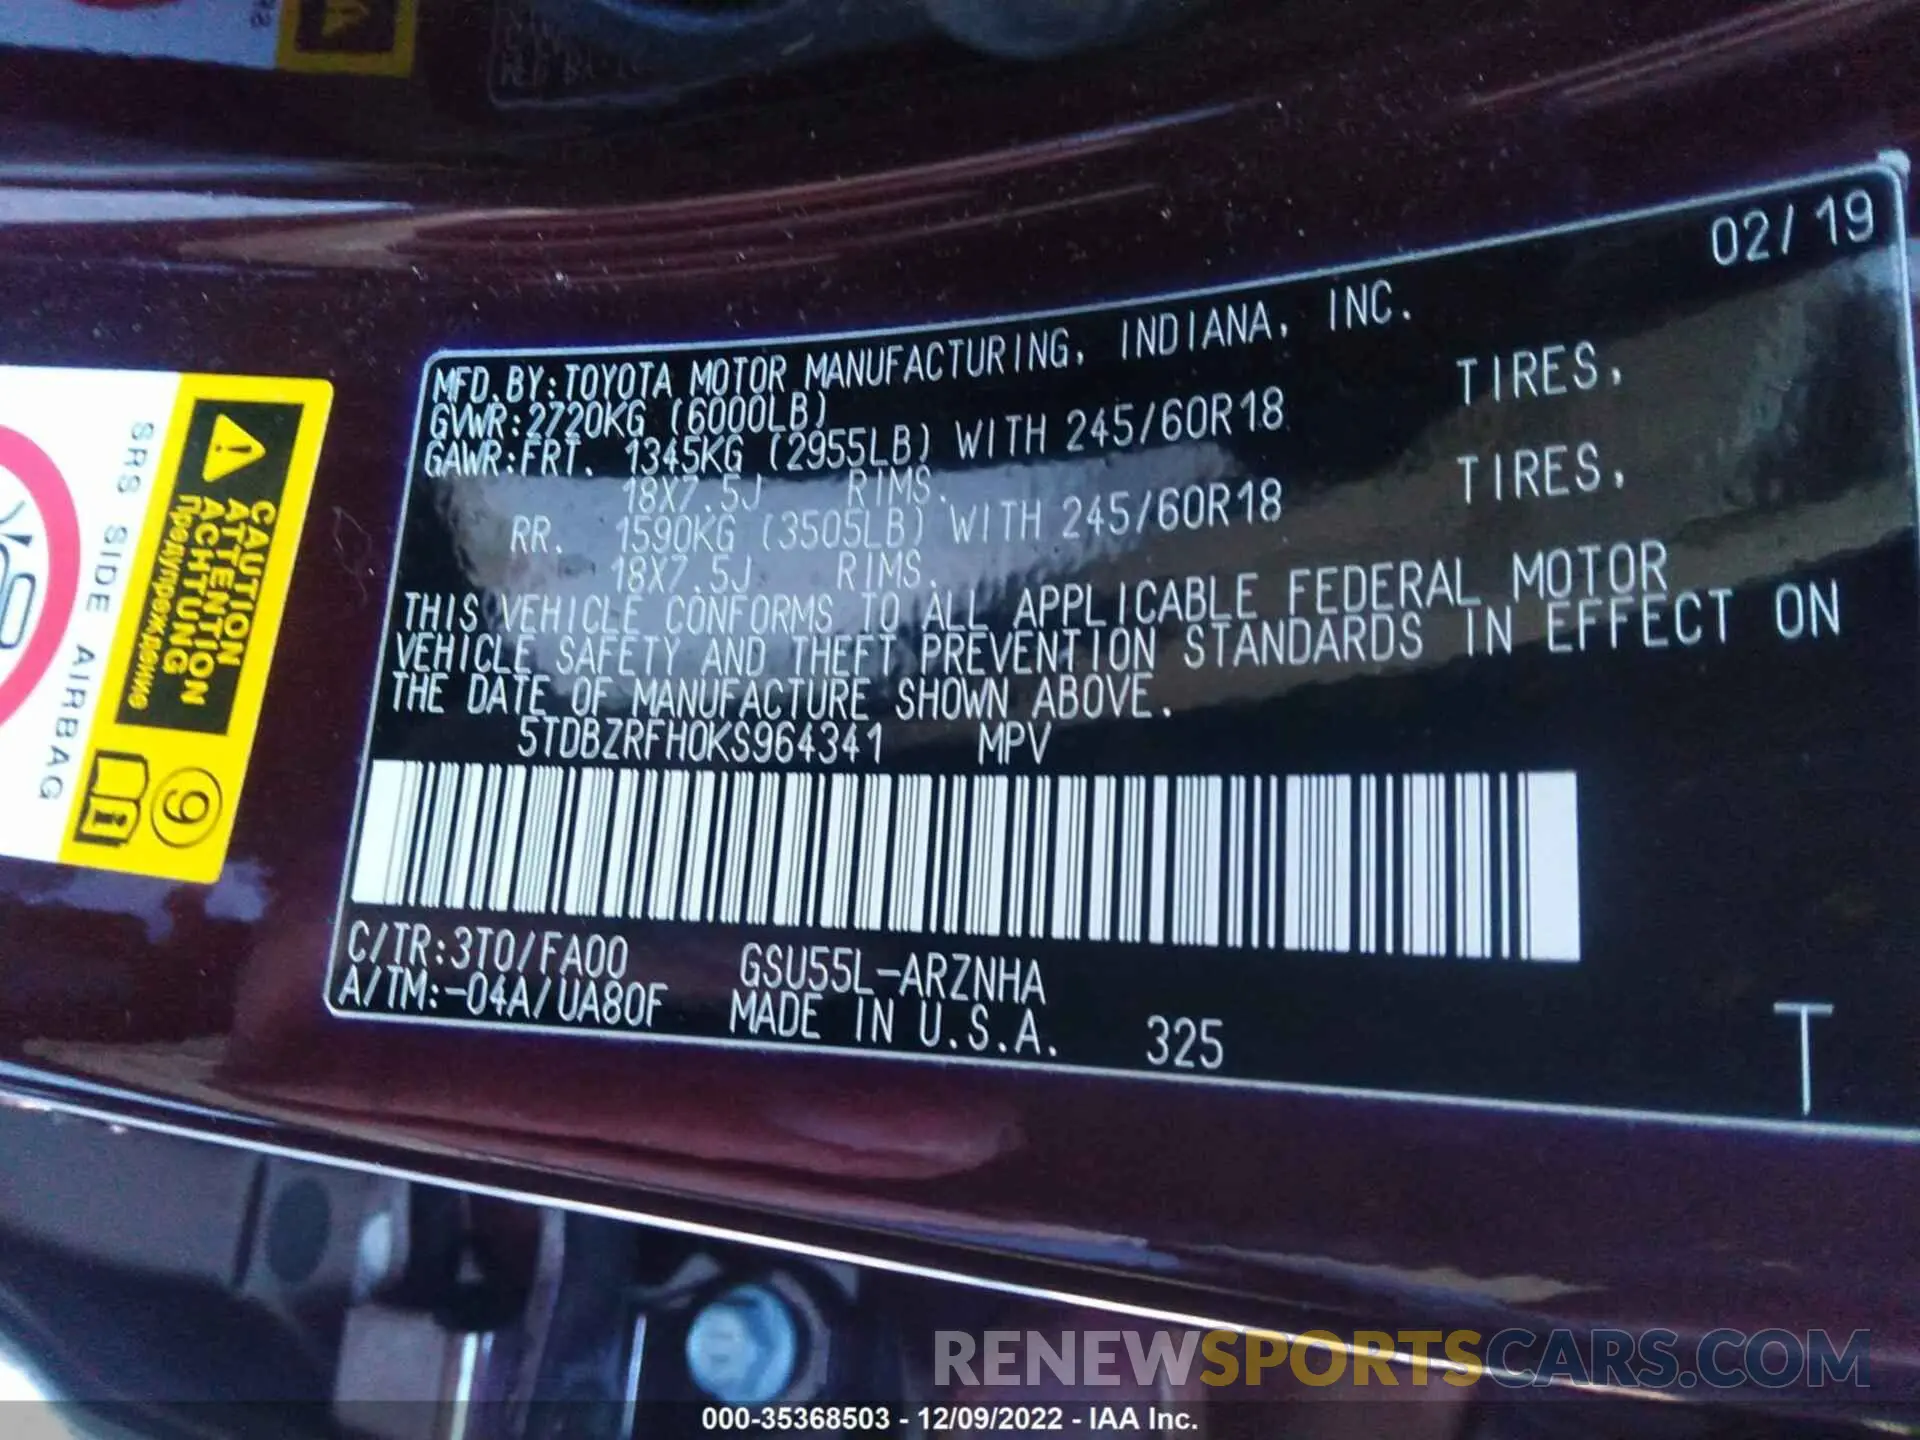 02/19
MFD.BY:TOYOTA MOTOR MANUFACTURING, INDIANA, INC.
GVWR:2720KG (6000LB)
GAWR:FRT. 1345KG (2955LB) WITH 245/60R18 TIRES,
18X7.5J RIMS.
RR. 1590KG (3505LB) WITH 245/60R18 TIRES,
18X7.5J RIMS.
THIS VEHICLE CONFORMS TO ALL APPLICABLE FEDERAL MOTOR
VEHICLE SAFETY AND THEFT PREVENTION STANDARDS IN EFFECT ON
THE DATE OF MANUFACTURE SHOWN ABOVE.
5TDBZRFH0KS964341 MPV
C/TR:3T0/FA00 GSU55L-ARZNHA
A/TM:-04A/UA80F MADE IN U.S.A. 325
T
CAUTION
ATTENTION
ACHTUNG
Предупреждение
SRS SIDE AIRBAG
9
RENEWSPORTSCARS.COM
000-35368503 - 12/09/2022 - IAA Inc.